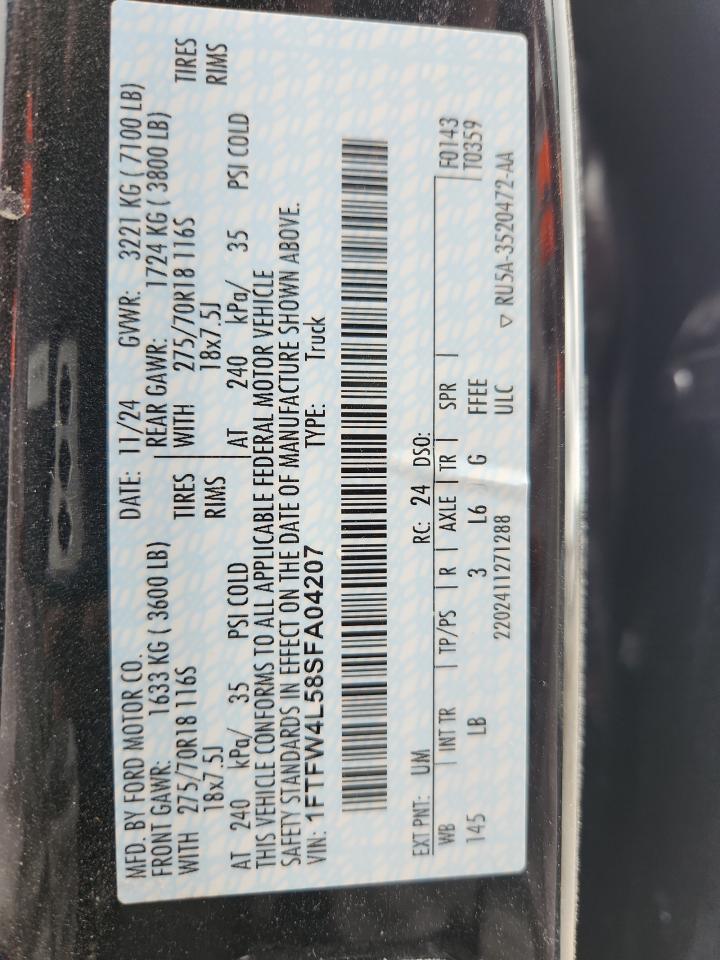 MFD. BY FORD MOTOR CO.
DATE: 11/24 GVWR: 3221 KG ( 7100 LB)
FRONT GAWR: 1633 KG ( 3600 LB)
REAR GAWR: 1724 KG ( 3800 LB)
WITH 275/70R18 116S TIRES
WITH 275/70R18 116S TIRES
18x7.5J RIMS
18x7.5J RIMS
AT 240 kPa/ 35 PSI COLD
AT 240 kPa/ 35 PSI COLD
THIS VEHICLE CONFORMS TO ALL APPLICABLE FEDERAL MOTOR VEHICLE
SAFETY STANDARDS IN EFFECT ON THE DATE OF MANUFACTURE SHOWN ABOVE.
VIN: 1FTFW4L58SFA04207 TYPE: Truck
EXT PNT: UM RC: 24 DSO:
WB INT TR TP/PS R AXLE TR SPR F0143
145 LB 3 L6 G FFEE T0359
2202411271288 ULC ▽ RU5A-3520472-AA